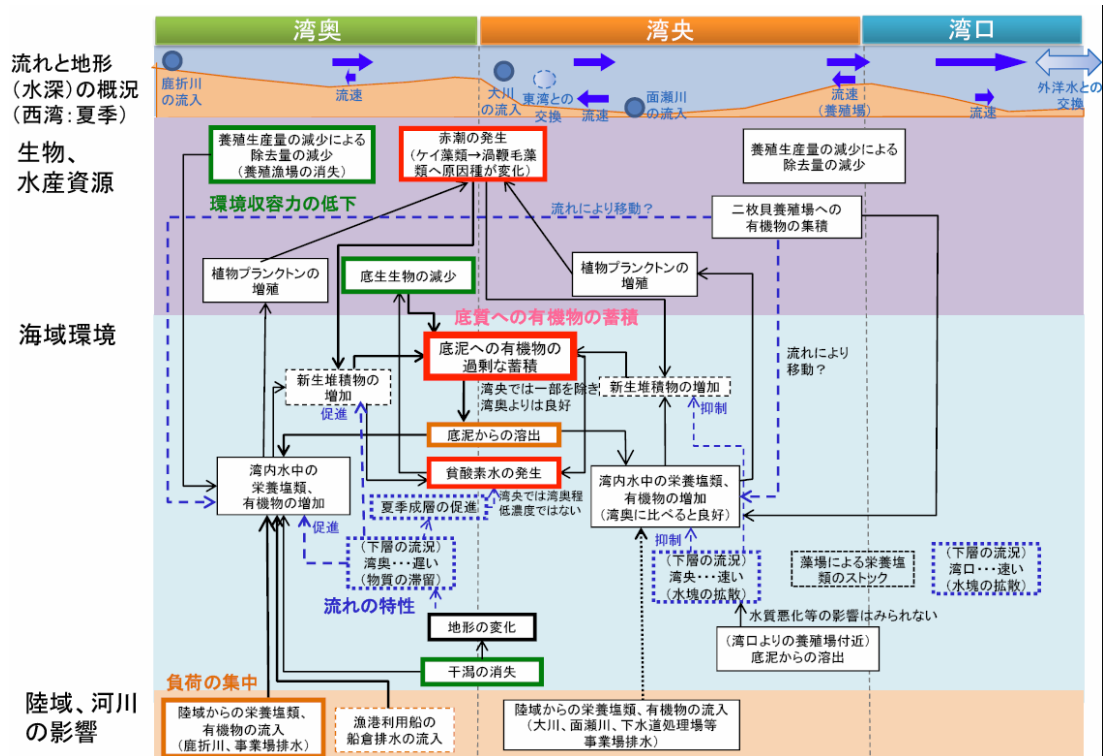 湾奥
湾央
湾口
流れと地形
(水深)の概況
(西湾:夏季)
鹿折川
の流入
流速
大川
の流入
東湾との
交換
流速
面瀬川
の流入
流速
(養殖場)
流速
外洋水との
交換
生物、
水産資源
養殖生産量の減少による
除去量の減少
(養殖漁場の消失)
赤潮の発生
(ケイ藻類→渦鞭毛藻
類へ原因種が変化)
養殖生産量の減少による
除去量の減少
環境収容力の低下
流れにより移動?
二枚貝養殖場への
有機物の集積
植物プランクトンの
増殖
底生生物の減少
植物プランクトンの
増殖
海域環境
底質への有機物の蓄積
底泥への有機物の
過剰な蓄積
流れにより
移動?
新生堆積物の
増加
湾央では一部を除き
湾奥よりは良好
新生堆積物の増加
促進
抑制
底泥からの溶出
湾内水中の
栄養塩類、
有機物の増加
貧酸素水の発生
湾央では湾奥程
低濃度ではない
湾内水中の栄養塩類、
有機物の増加
(湾奥に比べると良好)
夏季成層の促進
促進
抑制
(下層の流況)
湾奥・・・遅い
(物質の滞留)
(下層の流況)
湾央・・・速い
(水塊の拡散)
藻場による栄養塩
類のストック
(下層の流況)
湾口・・・速い
(水塊の拡散)
流れの特性
地形の変化
水質悪化等の影響はみられない
(湾口よりの養殖場付近)
底泥からの溶出
干潟の消失
負荷の集中
陸域、河川
の影響
陸域からの栄養塩類、
有機物の流入
(鹿折川、事業場排水)
漁港利用船の
船倉排水の流入
陸域からの栄養塩類、有機物の流入
(大川、面瀬川、下水道処理場等
事業場排水)